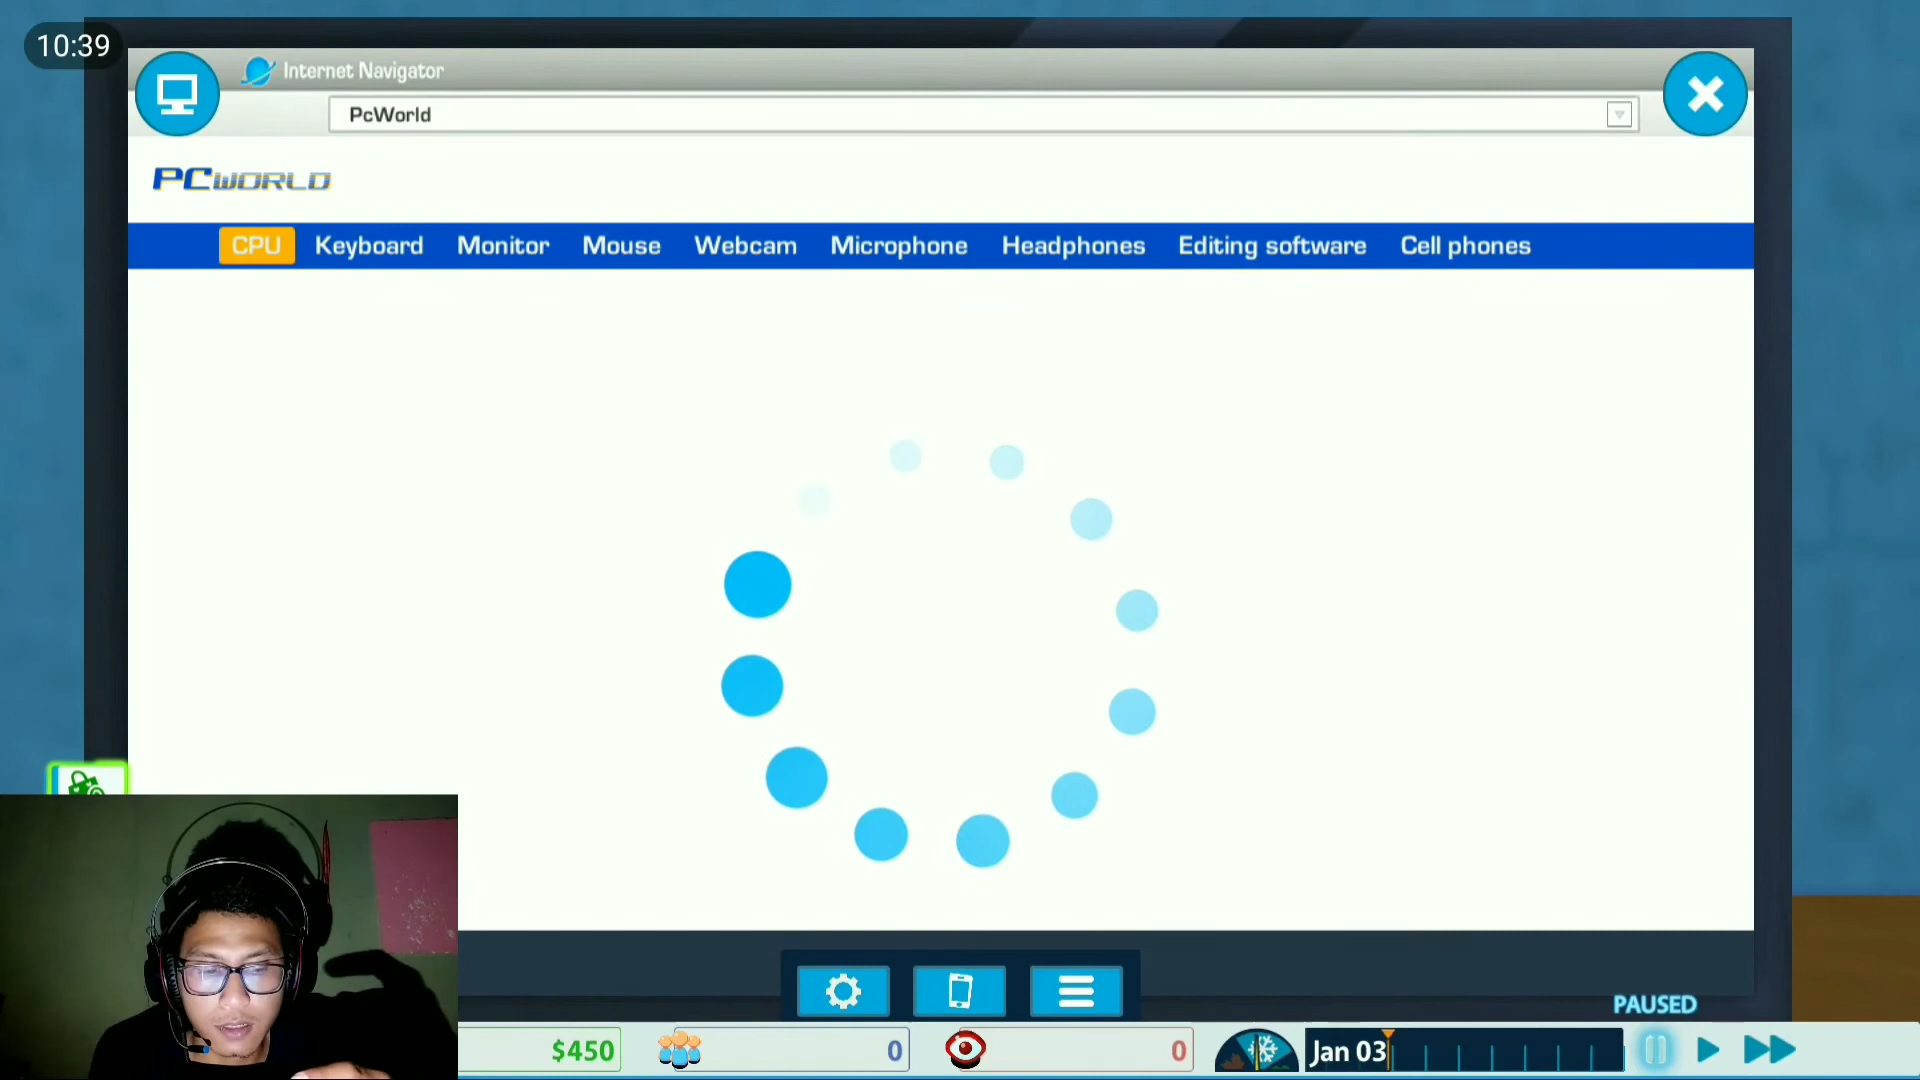 10:39
Internet Navigator
PcWorld
PCWORLD
CPU Keyboard Monitor Mouse Webcam Microphone Headphones Editing software Cell phones
PAUSED
$450 0 0 Jan 03